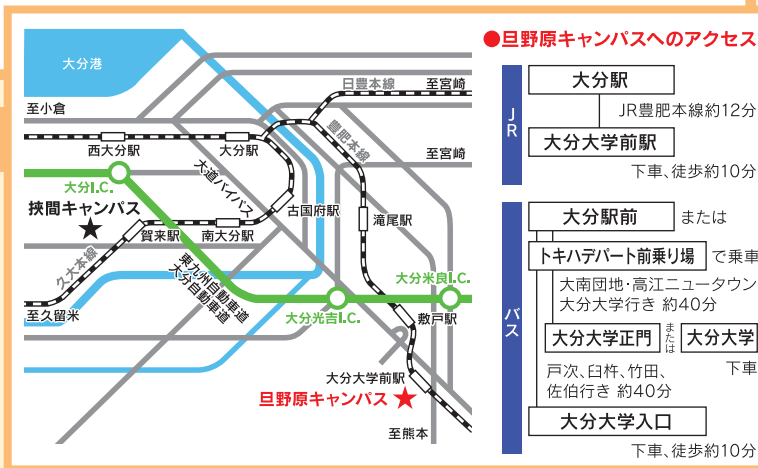 大分港
至小倉
日豊本線
至宮崎
西大分駅
大分駅
豊肥本線
至宮崎
大分I.C.
大道バイパス
挾間キャンパス
古国府駅
滝尾駅
賀来駅
南大分駅
久大本線
東九州自動車道
大分自動車道
大分米良I.C.
至久留米
大分光吉I.C.
敷戸駅
大分大学前駅
旦野原キャンパス
至熊本
●旦野原キャンパスへのアクセス
JR
大分駅
JR豊肥本線約12分
大分大学前駅
下車、徒歩約10分
バス
大分駅前 または
トキハデパート前乗り場 で乗車
大南団地・高江ニュータウン
大分大学行き 約40分
大分大学正門 または 大分大学
下車
戸次、臼杵、竹田、
佐伯行き 約40分
大分大学入口
下車、徒歩約10分